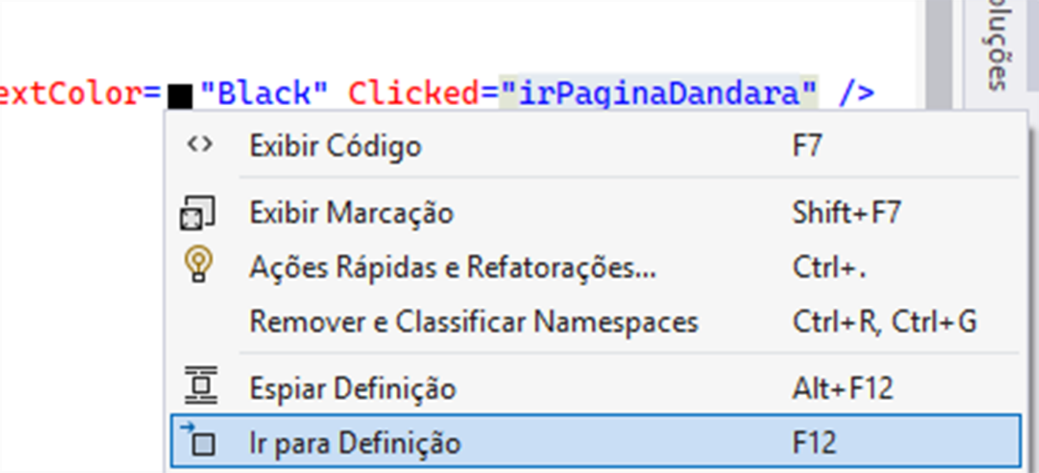 oluções
extColor= "Black" Clicked="irPaginaDandara" />
Exibir Código F7
Exibir Marcação Shift+F7
Ações Rápidas e Refatorações... Ctrl+.
Remover e Classificar Namespaces Ctrl+R, Ctrl+G
Espiar Definição Alt+F12
Ir para Definição F12